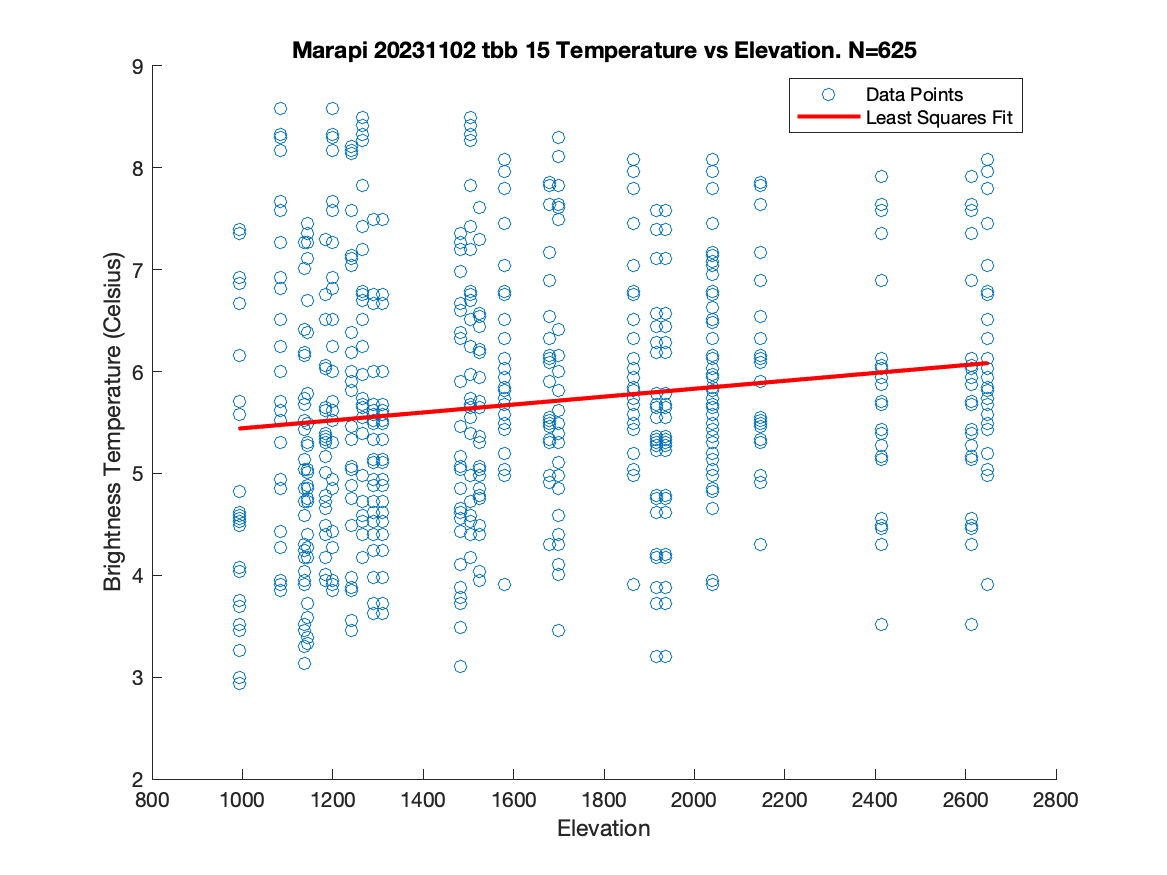 Marapi 20231102 tbb 15 Temperature vs Elevation. N=625
Data Points
Least Squares Fit
9
8
7
6
5
4
3
2
Brightness Temperature (Celsius)
800 1000 1200 1400 1600 1800 2000 2200 2400 2600 2800
Elevation